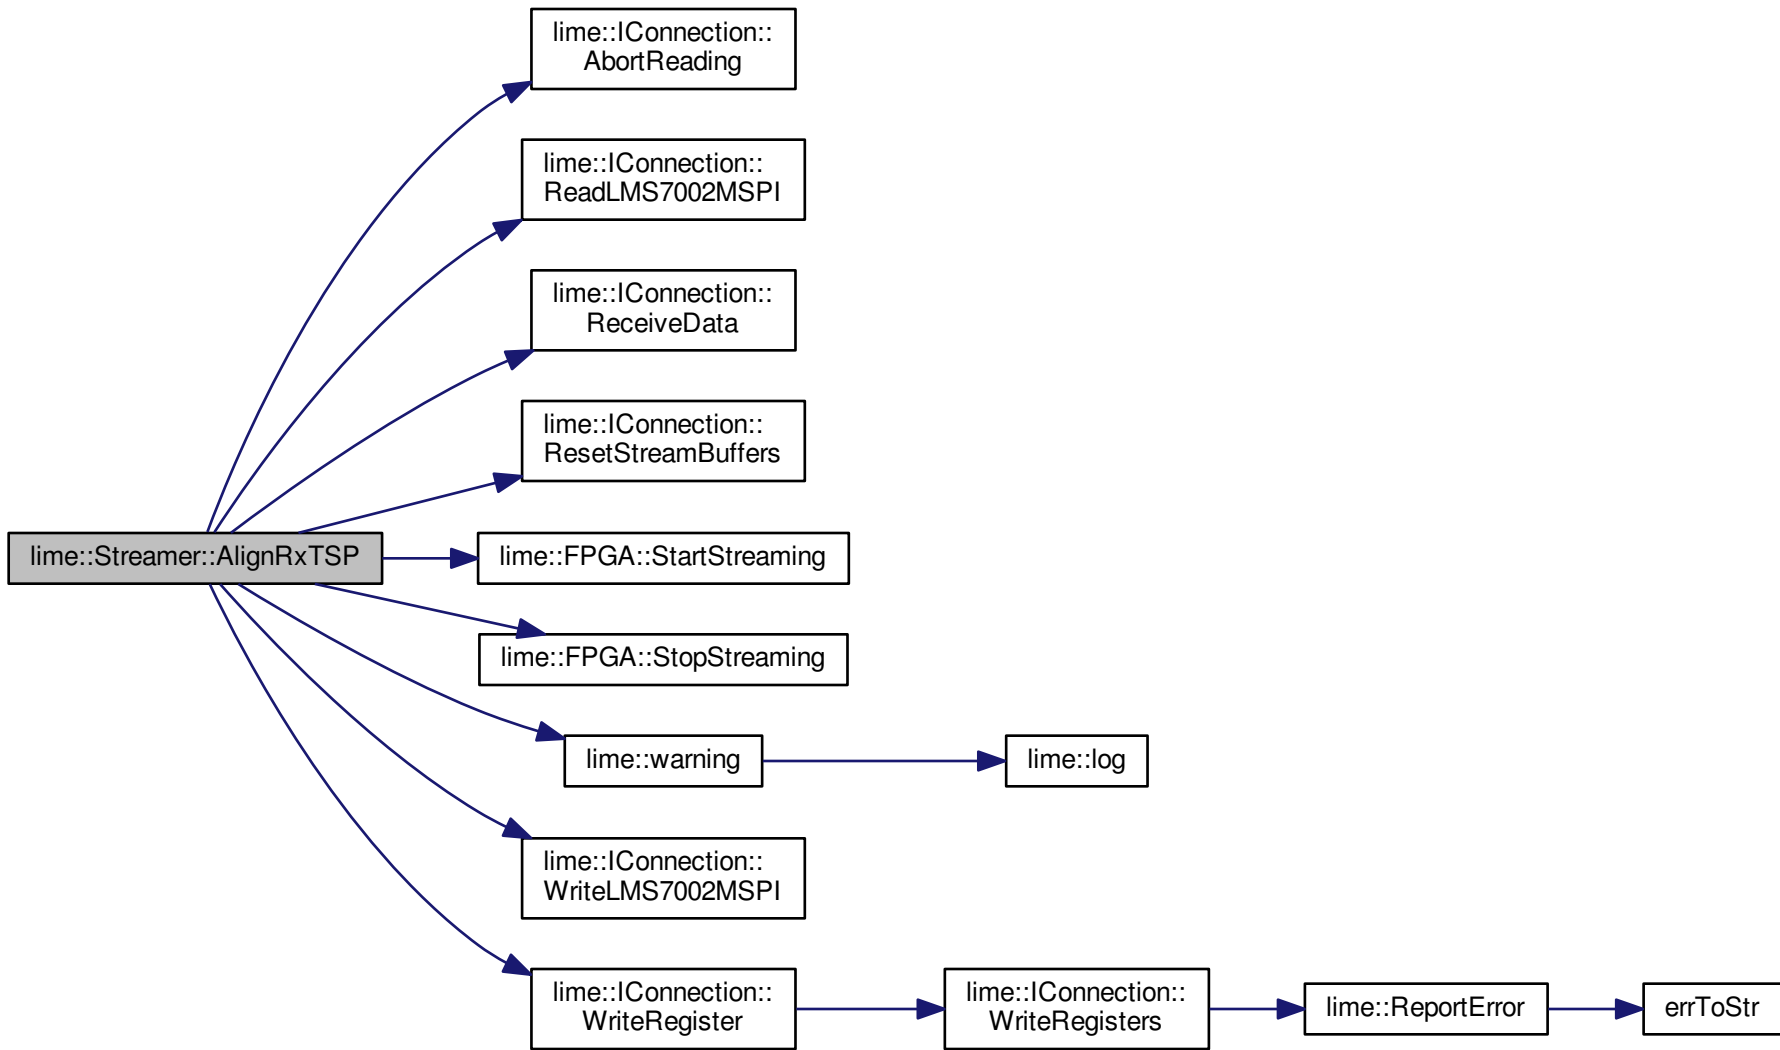 lime::IConnection::
AbortReading
lime::IConnection::
ReadLMS7002MSPI
lime::IConnection::
ReceiveData
lime::IConnection::
ResetStreamBuffers
lime::Streamer::AlignRxTSP
lime::FPGA::StartStreaming
lime::FPGA::StopStreaming
lime::warning
lime::log
lime::IConnection::
WriteLMS7002MSPI
lime::IConnection::
WriteRegister
lime::IConnection::
WriteRegisters
lime::ReportError
errToStr